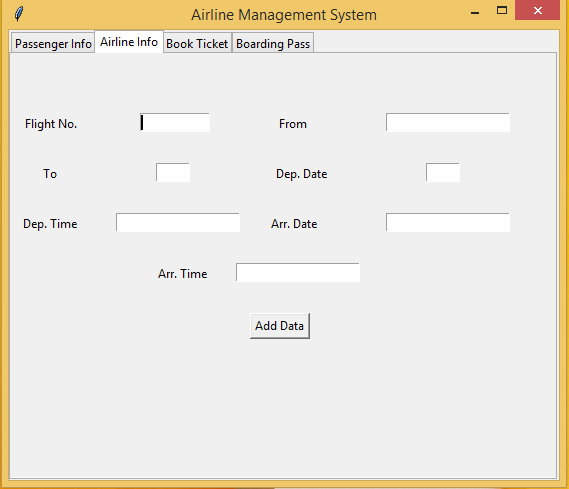 Airline Management System
Passenger Info Airline Info Book Ticket Boarding Pass
Flight No. From
To Dep. Date
Dep. Time Arr. Date
Arr. Time
Add Data